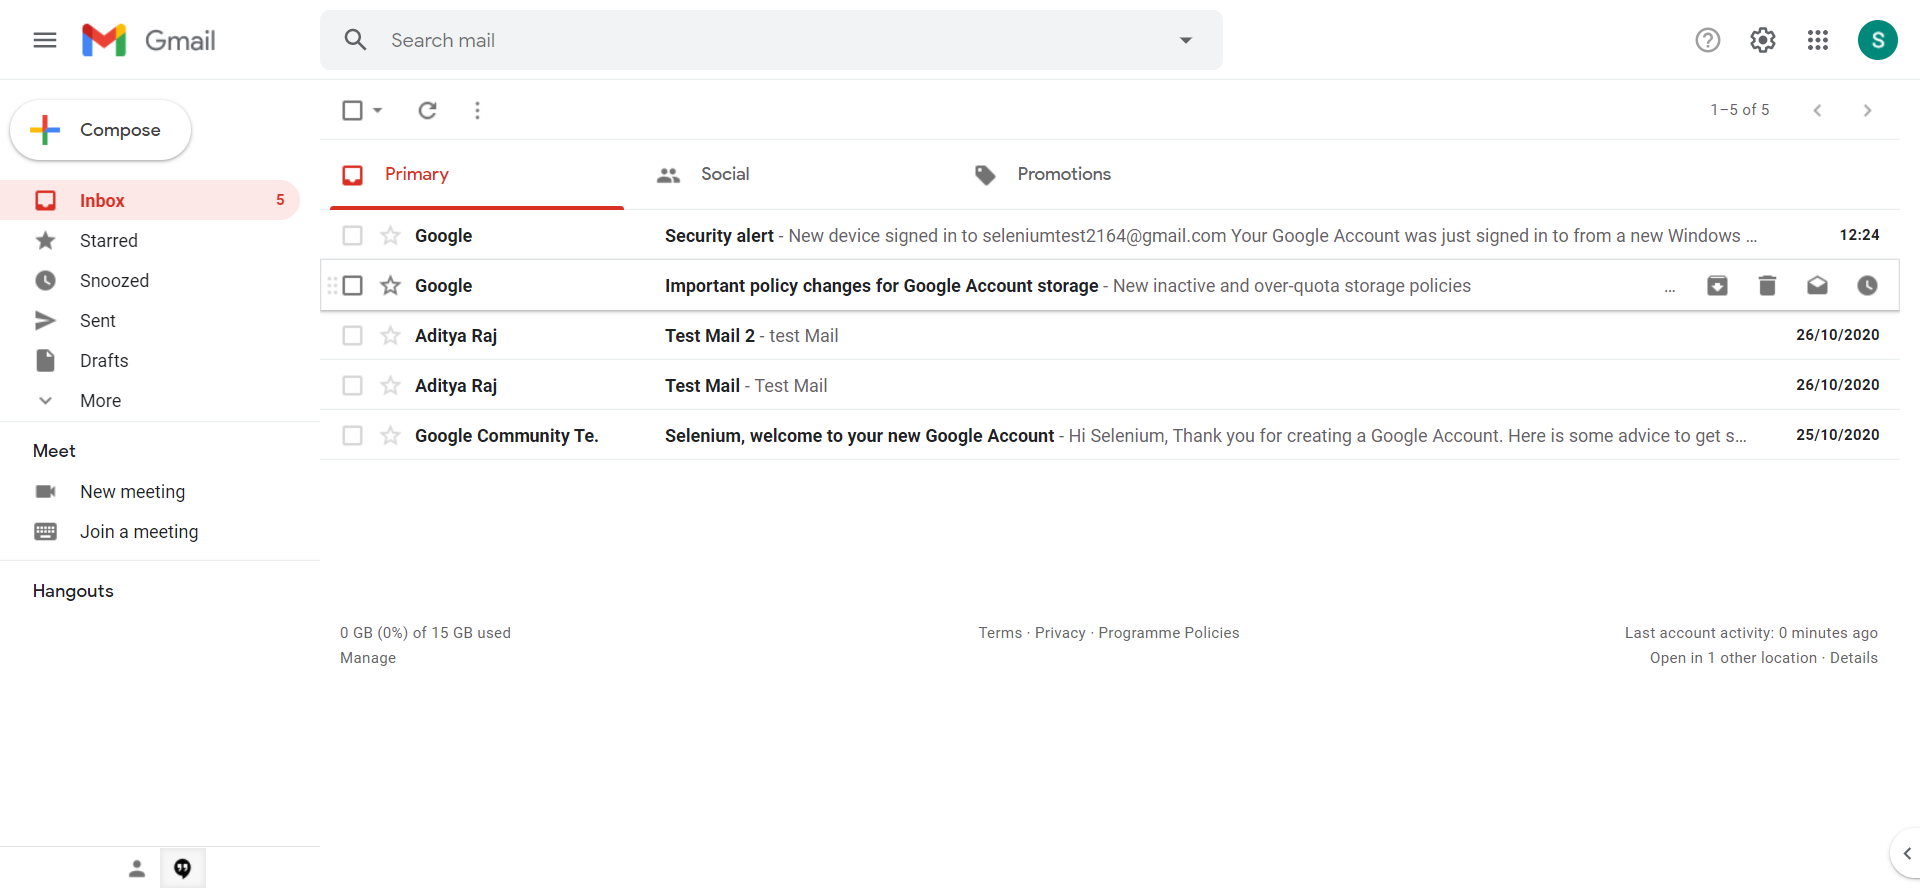 Gmail
Search mail
S
Compose
1–5 of 5
Inbox 5
Starred
Snoozed
Sent
Drafts
More
Meet
New meeting
Join a meeting
Hangouts
Primary Social Promotions
Google Security alert - New device signed in to seleniumtest2164@gmail.com Your Google Account was just signed in to from a new Windows ... 12:24
Google Important policy changes for Google Account storage - New inactive and over-quota storage policies ...
Aditya Raj Test Mail 2 - test Mail 26/10/2020
Aditya Raj Test Mail - Test Mail 26/10/2020
Google Community Te. Selenium, welcome to your new Google Account - Hi Selenium, Thank you for creating a Google Account. Here is some advice to get s... 25/10/2020
0 GB (0%) of 15 GB used
Manage
Terms · Privacy · Programme Policies
Last account activity: 0 minutes ago
Open in 1 other location · Details